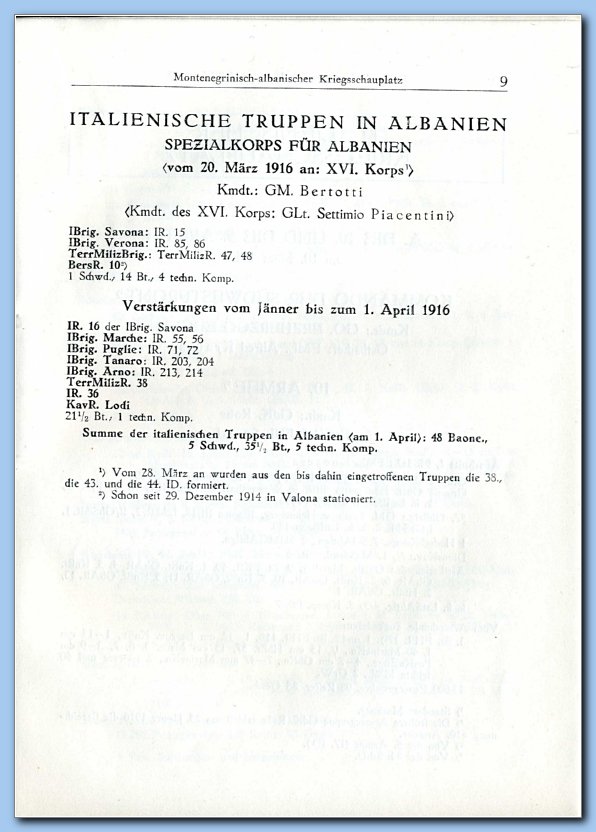 Montenegrinisch-albanischer Kriegsschauplatz 9
ITALIENISCHE TRUPPEN IN ALBANIEN
SPEZIALKORPS FÜR ALBANIEN
(vom 20. März 1916 an: XVI. Korps¹)
Kmdt.: GM. Bertotti
(Kmdt. des XVI. Korps: GLt. Settimio Piacentini)
IBrig. Savona: IR. 15
IBrig. Verona: IR. 85, 86
TerrMilizBrig.: TerrMilizR. 47, 48
BersR. 10²)
1 Schwd., 14 Bt., 4 techn. Komp.
Verstärkungen vom Jänner bis zum 1. April 1916
IR. 16 der IBrig. Savona
IBrig. Marche: IR. 55, 56
IBrig. Puglie: IR. 71, 72
IBrig. Tanaro: IR. 203, 204
IBrig. Arno: IR. 213, 214
TerrMilizR. 38
IR. 36
KavR. Lodi
21¹/₂ Bt., 1 techn. Komp.
Summe der italienischen Truppen in Albanien (am 1. April): 48 Baone.,
5 Schwd., 35¹/₂ Bt., 5 techn. Komp.
¹) Vom 28. März an wurden aus den bis dahin eingetroffenen Truppen die 38.,
die 43. und die 44. ID. formiert.
²) Schon seit 29. Dezember 1914 in Valona stationiert.